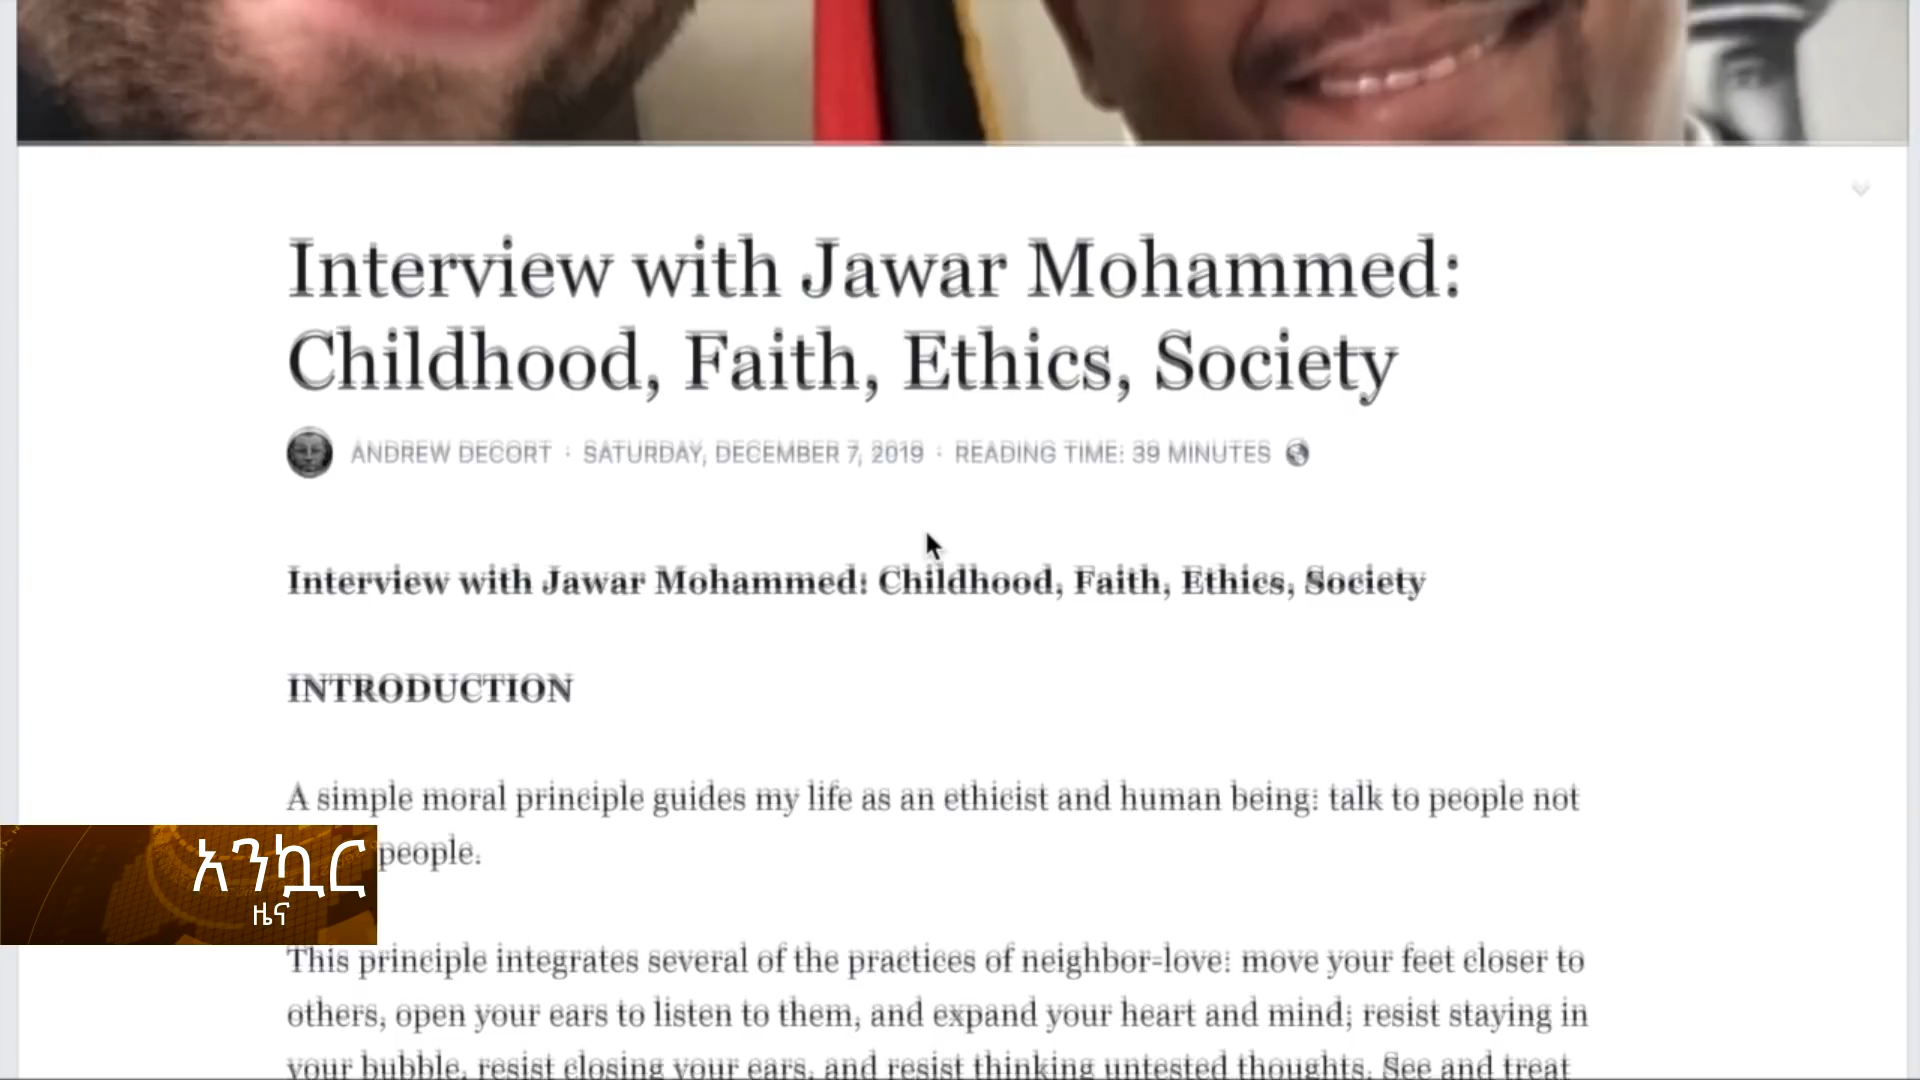 Interview with Jawar Mohammed:
Childhood, Faith, Ethics, Society
ANDREW DECORT · SATURDAY, DECEMBER 7, 2019 · READING TIME: 39 MINUTES
Interview with Jawar Mohammed: Childhood, Faith, Ethics, Society
INTRODUCTION
A simple moral principle guides my life as an ethicist and human being: talk to people not
people.
አንኳር
ዜና
This principle integrates several of the practices of neighbor-love: move your feet closer to
others, open your ears to listen to them, and expand your heart and mind; resist staying in
your bubble, resist closing your ears, and resist thinking untested thoughts. See and treat